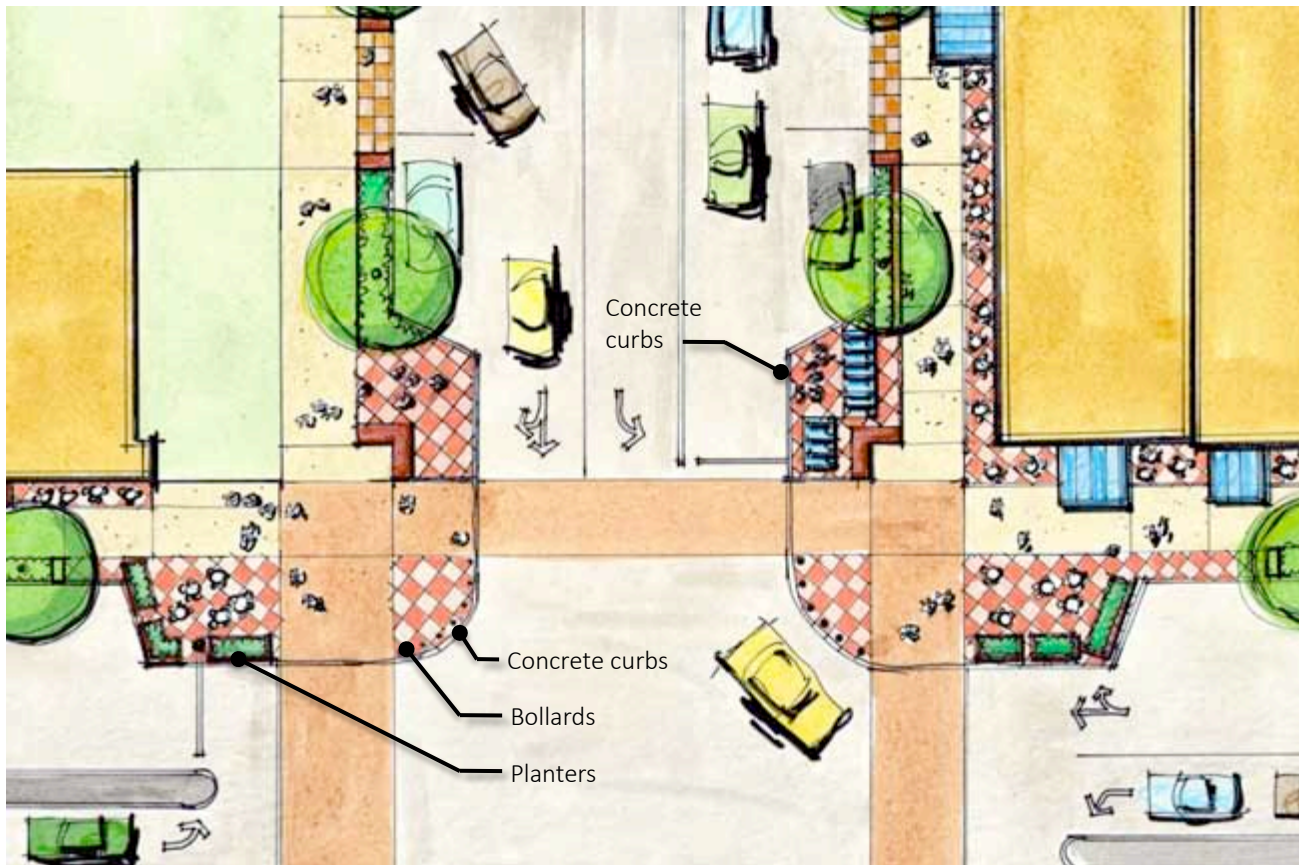 Concrete
curbs
Concrete curbs
Bollards
Planters